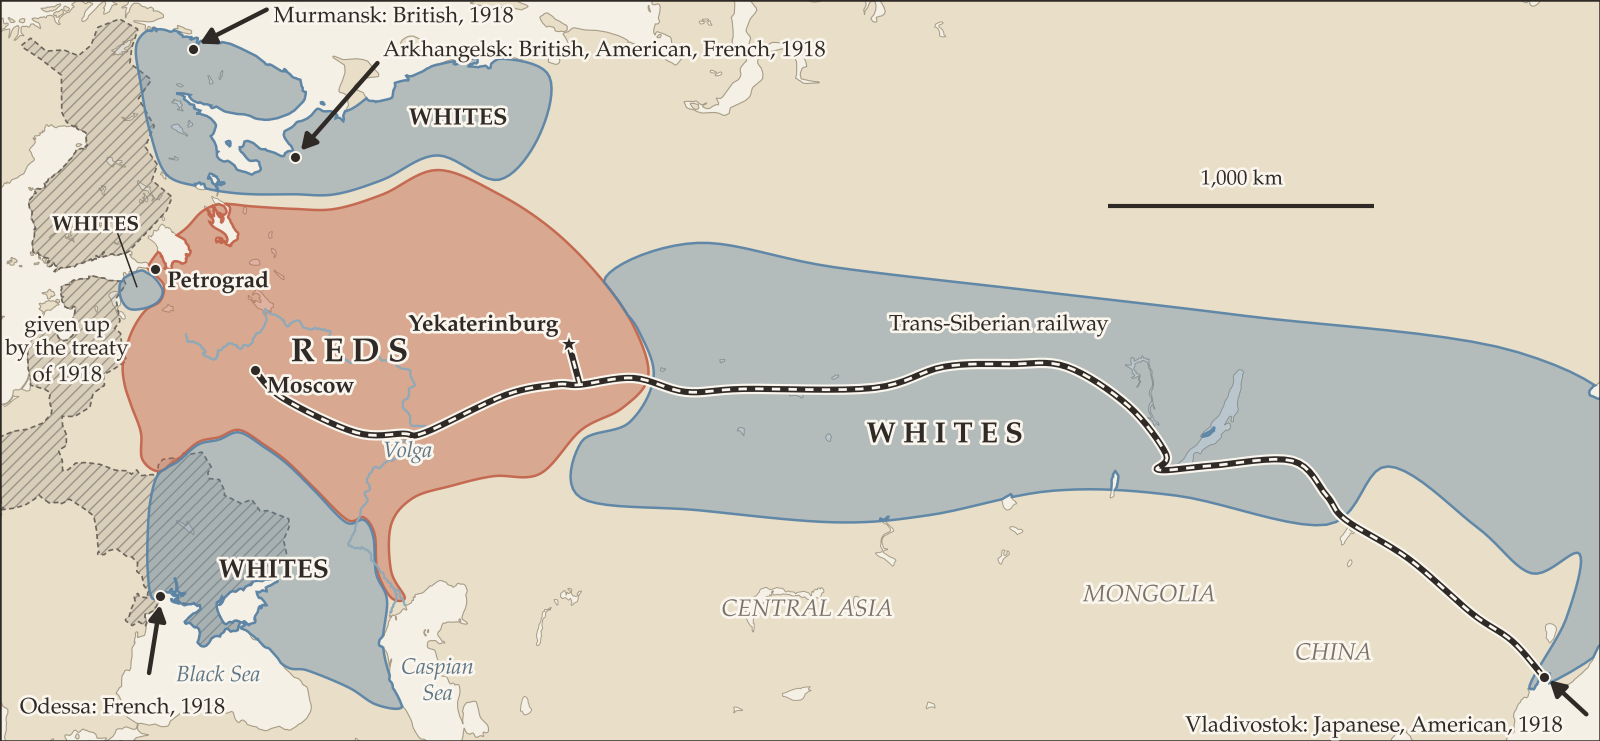 Murmansk: British, 1918
Arkhangelsk: British, American, French, 1918
WHITES
1,000 km
WHITES
Petrograd
given up
by the treaty
of 1918
Yekaterinburg
Trans-Siberian railway
REDS
Moscow
WHITES
Volga
WHITES
MONGOLIA
CENTRAL ASIA
CHINA
Black Sea
Caspian
Sea
Odessa: French, 1918
Vladivostok: Japanese, American, 1918